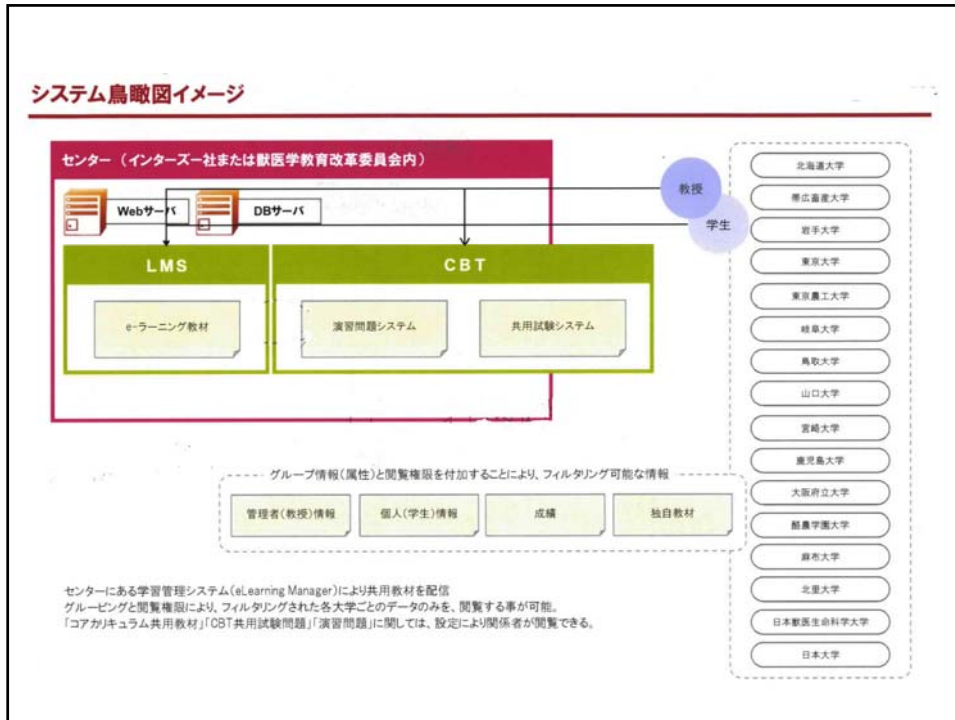 システム鳥瞰図イメージ
センター（インターズー社または獣医学教育改革委員会内）
Webサーバ
DBサーバ
教授
学生
LMS
CBT
e-ラーニング教材
演習問題システム
共用試験システム
グループ情報(属性)と閲覧権限を付加することにより、フィルタリング可能な情報
管理者(教授)情報
個人(学生)情報
成績
独自教材
北海道大学
帯広畜産大学
岩手大学
東京大学
東京農工大学
岐阜大学
鳥取大学
山口大学
宮崎大学
鹿児島大学
大阪府立大学
酪農学園大学
麻布大学
北里大学
日本獣医生命科学大学
日本大学
センターにある学習管理システム(eLearning Manager)により共用教材を配信
グルーピングと閲覧権限により、フィルタリングされた各大学ごとのデータのみを、閲覧する事が可能。
「コアカリキュラム共用教材」「CBT共用試験問題」「演習問題」に関しては、設定により関係者が閲覧できる。